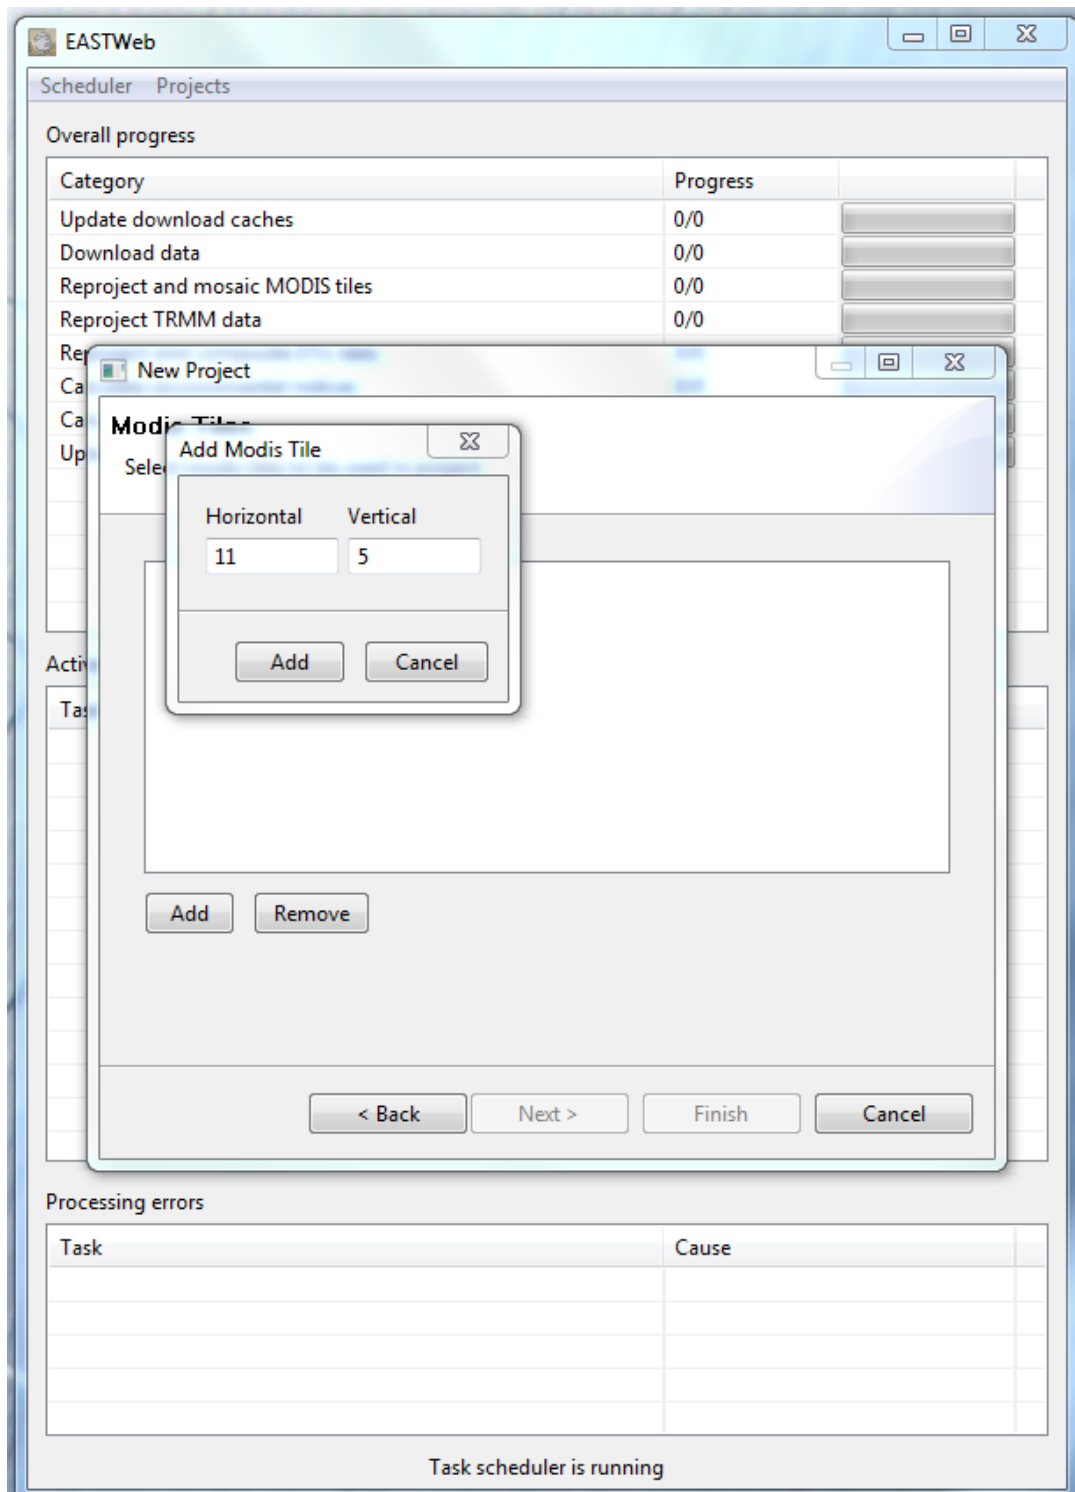 EASTWeb
Scheduler Projects
Overall progress
Category Progress
Update download caches 0/0
Download data 0/0
Reproject and mosaic MODIS tiles 0/0
Reproject TRMM data 0/0
New Project
Modis Tiles
Add Modis Tile
Horizontal Vertical
11 5
Add Cancel
Add Remove
< Back Next > Finish Cancel
Processing errors
Task Cause
Task scheduler is running